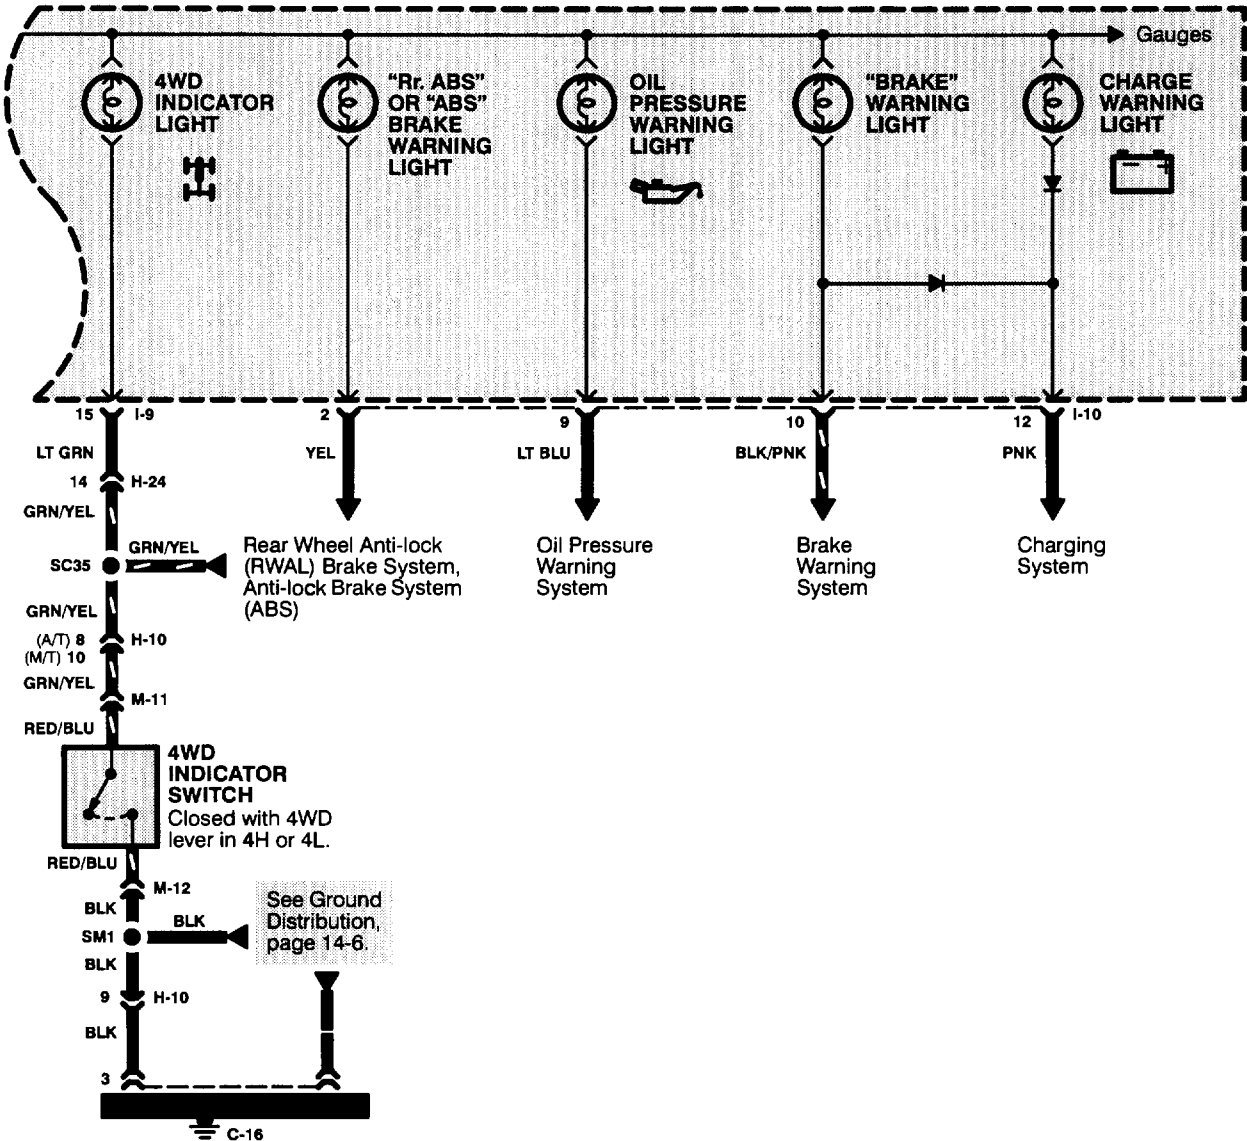 Gauges
4WD
INDICATOR
LIGHT
"Rr. ABS"
OR "ABS"
BRAKE
WARNING
LIGHT
OIL
PRESSURE
WARNING
LIGHT
"BRAKE"
WARNING
LIGHT
CHARGE
WARNING
LIGHT
15 I-9
2
9
10
12
I-10
LT GRN
YEL
LT BLU
BLK/PNK
PNK
14 H-24
GRN/YEL
SC35
GRN/YEL
Rear Wheel Anti-lock
(RWAL) Brake System,
Anti-lock Brake System
(ABS)
Oil Pressure
Warning
System
Brake
Warning
System
Charging
System
GRN/YEL
(A/T) 8 H-10
(M/T) 10
GRN/YEL
M-11
RED/BLU
4WD
INDICATOR
SWITCH
Closed with 4WD
lever in 4H or 4L.
RED/BLU
M-12
BLK
SM1
BLK
See Ground
Distribution,
page 14-6.
BLK
9 H-10
BLK
3
C-16